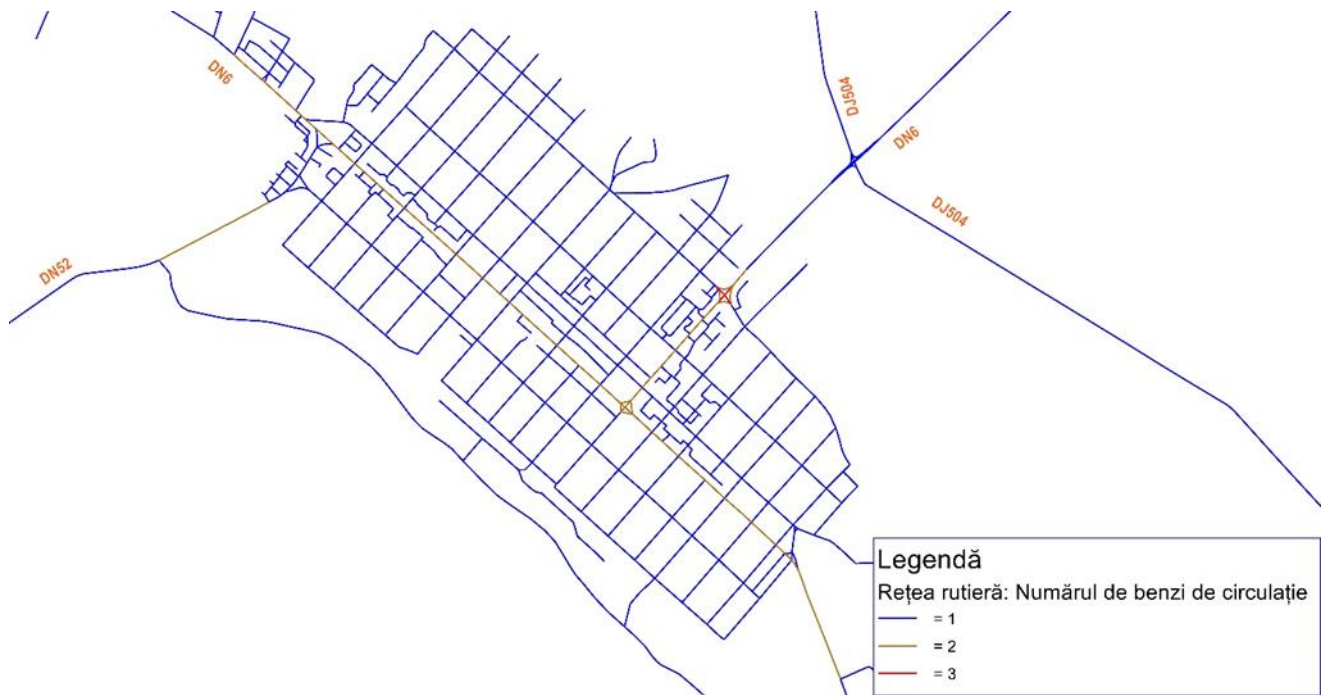 DN6
DJ504
DN6
DJ504
DN52
Legendă
Rețea rutieră: Numărul de benzi de circulație
= 1
= 2
= 3